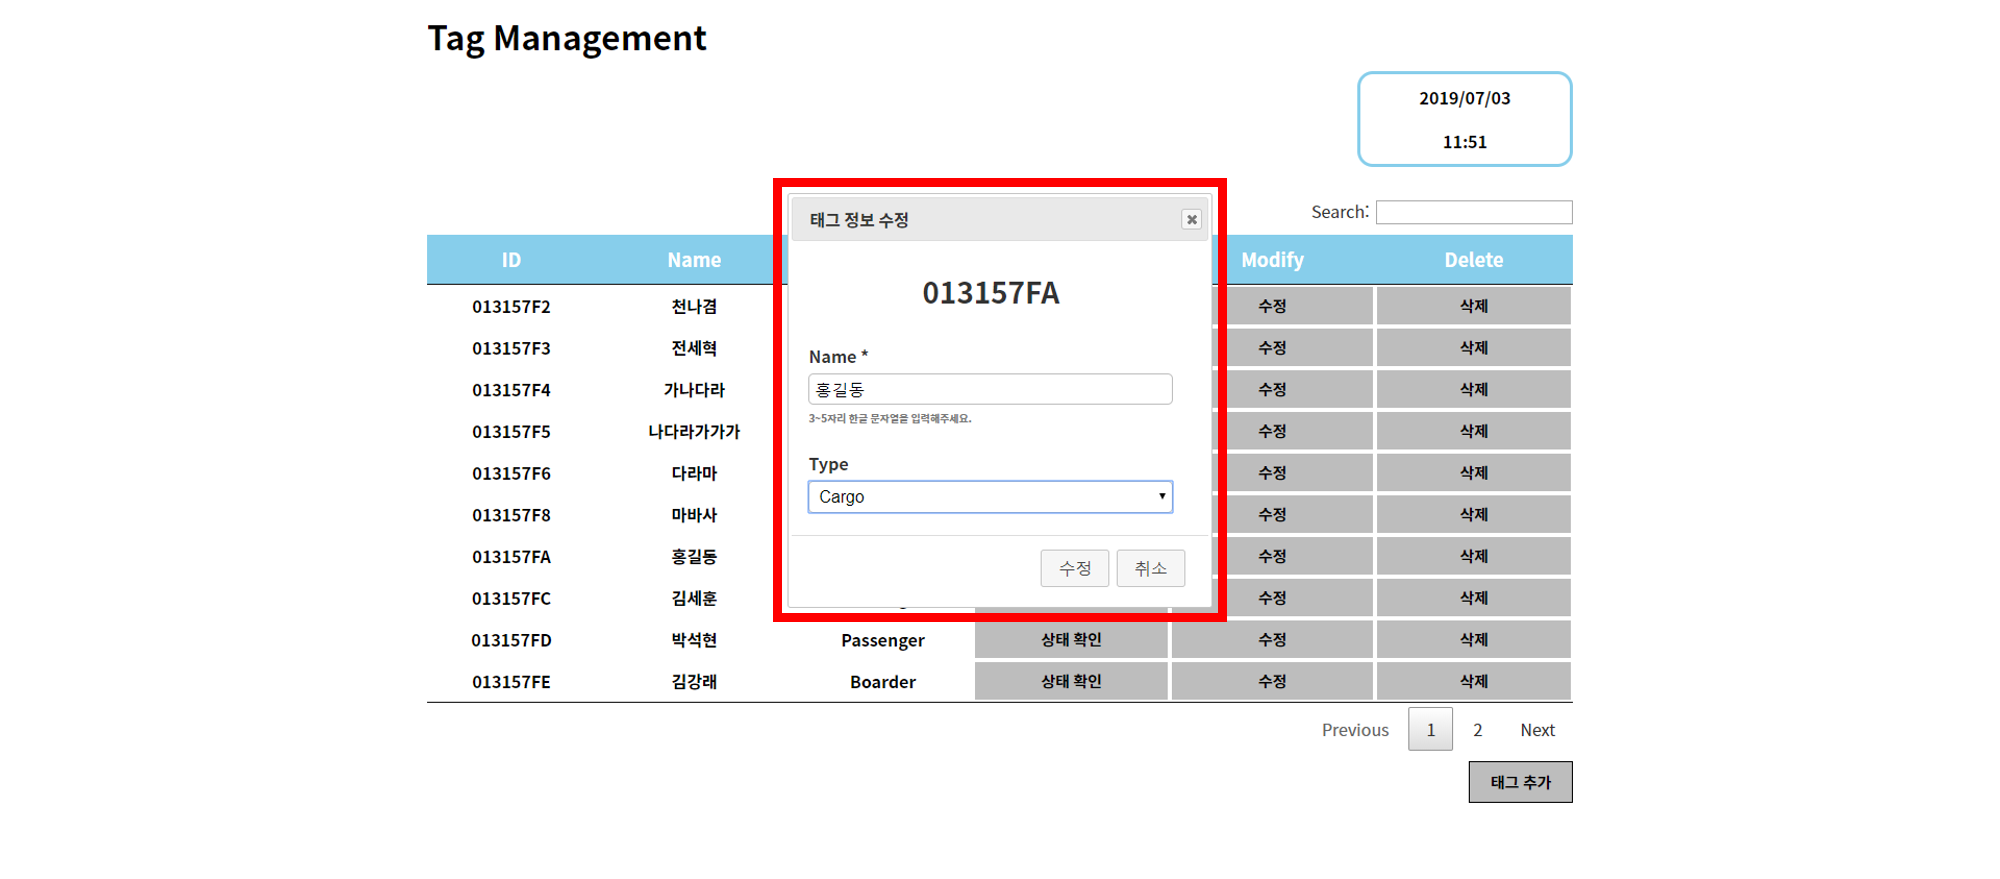 Tag Management
2019/07/03
11:51
Search:
ID Name Modify Delete
013157F2 천나겸 수정 삭제
013157F3 전세혁 수정 삭제
013157F4 가나다라 수정 삭제
013157F5 나다라가가가 수정 삭제
013157F6 다라마 수정 삭제
013157F8 마바사 수정 삭제
013157FA 홍길동 수정 삭제
013157FC 김세훈 수정 삭제
013157FD 박석현 Passenger 상태 확인 수정 삭제
013157FE 김강래 Boarder 상태 확인 수정 삭제
태그 정보 수정
013157FA
Name *
홍길동
3~5자리 한글 문자열을 입력해주세요.
Type
Cargo
수정 취소
Previous 1 2 Next
태그 추가